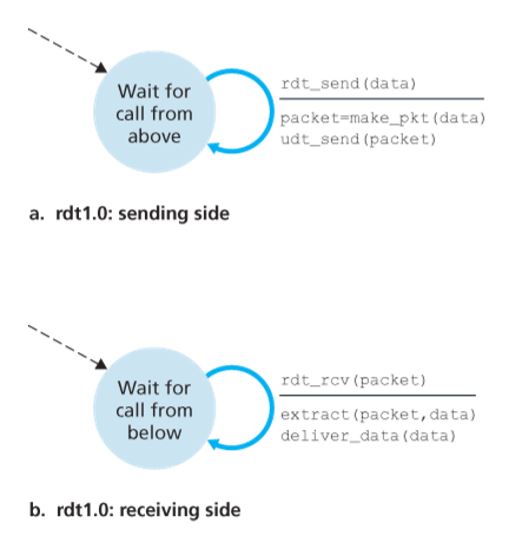 Wait for
call from
above
rdt_send(data)
packet=make_pkt(data)
udt_send(packet)
a. rdt1.0: sending side
Wait for
call from
below
rdt_rcv(packet)
extract(packet,data)
deliver_data(data)
b. rdt1.0: receiving side